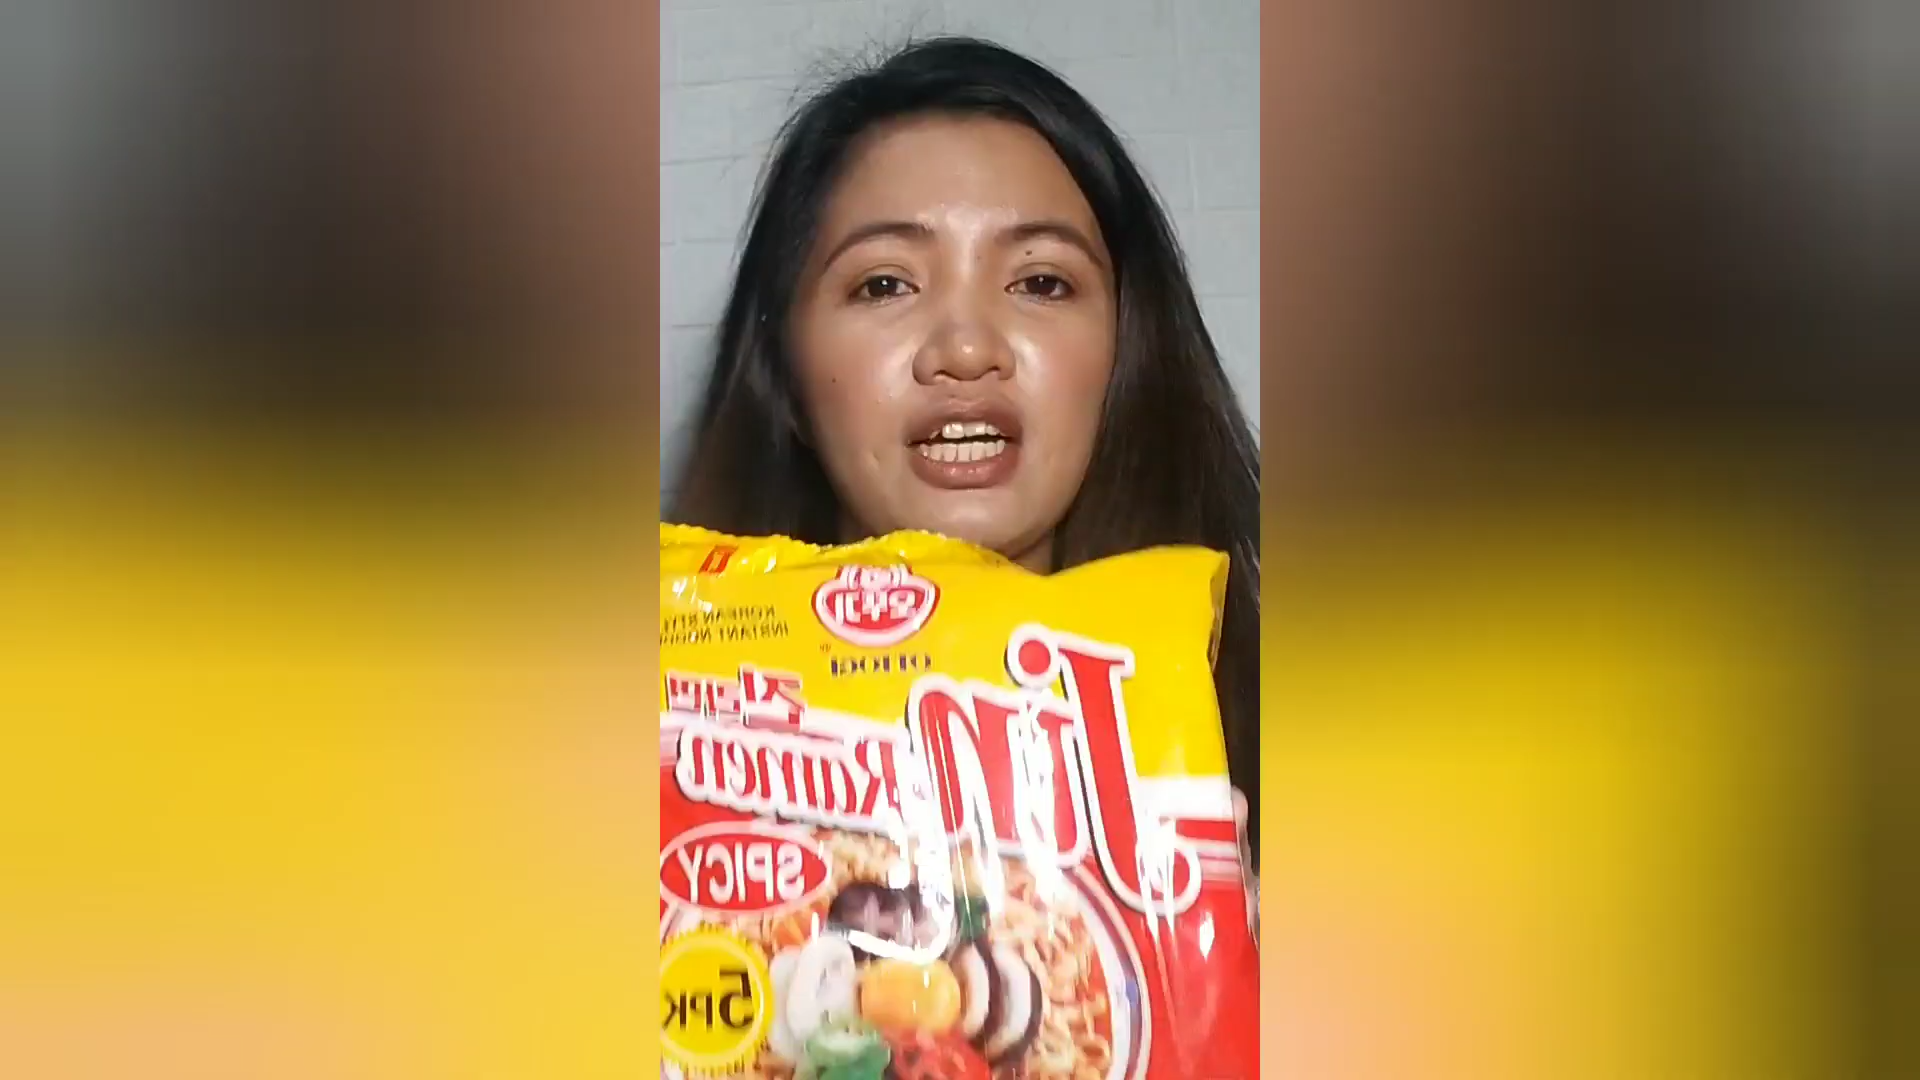 오뚜기
OTTOGI
KOREAN STYLE
INSTANT NOODLE
Jin
진라면
Ramen
SPICY
5PK